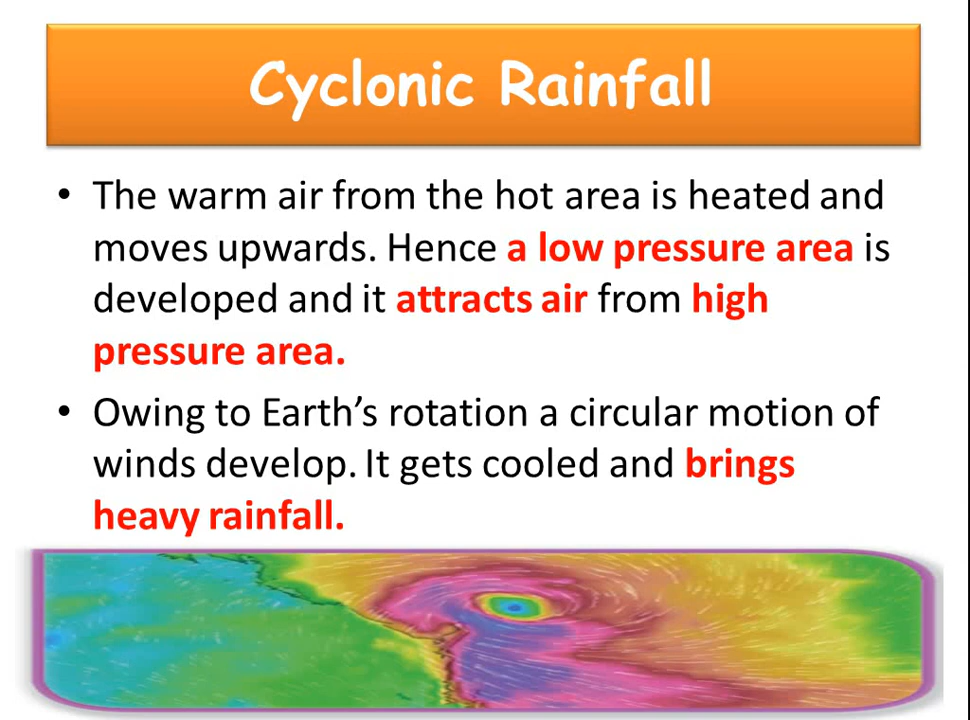 Cyclonic Rainfall
• The warm air from the hot area is heated and
moves upwards. Hence a low pressure area is
developed and it attracts air from high
pressure area.
• Owing to Earth’s rotation a circular motion of
winds develop. It gets cooled and brings
heavy rainfall.